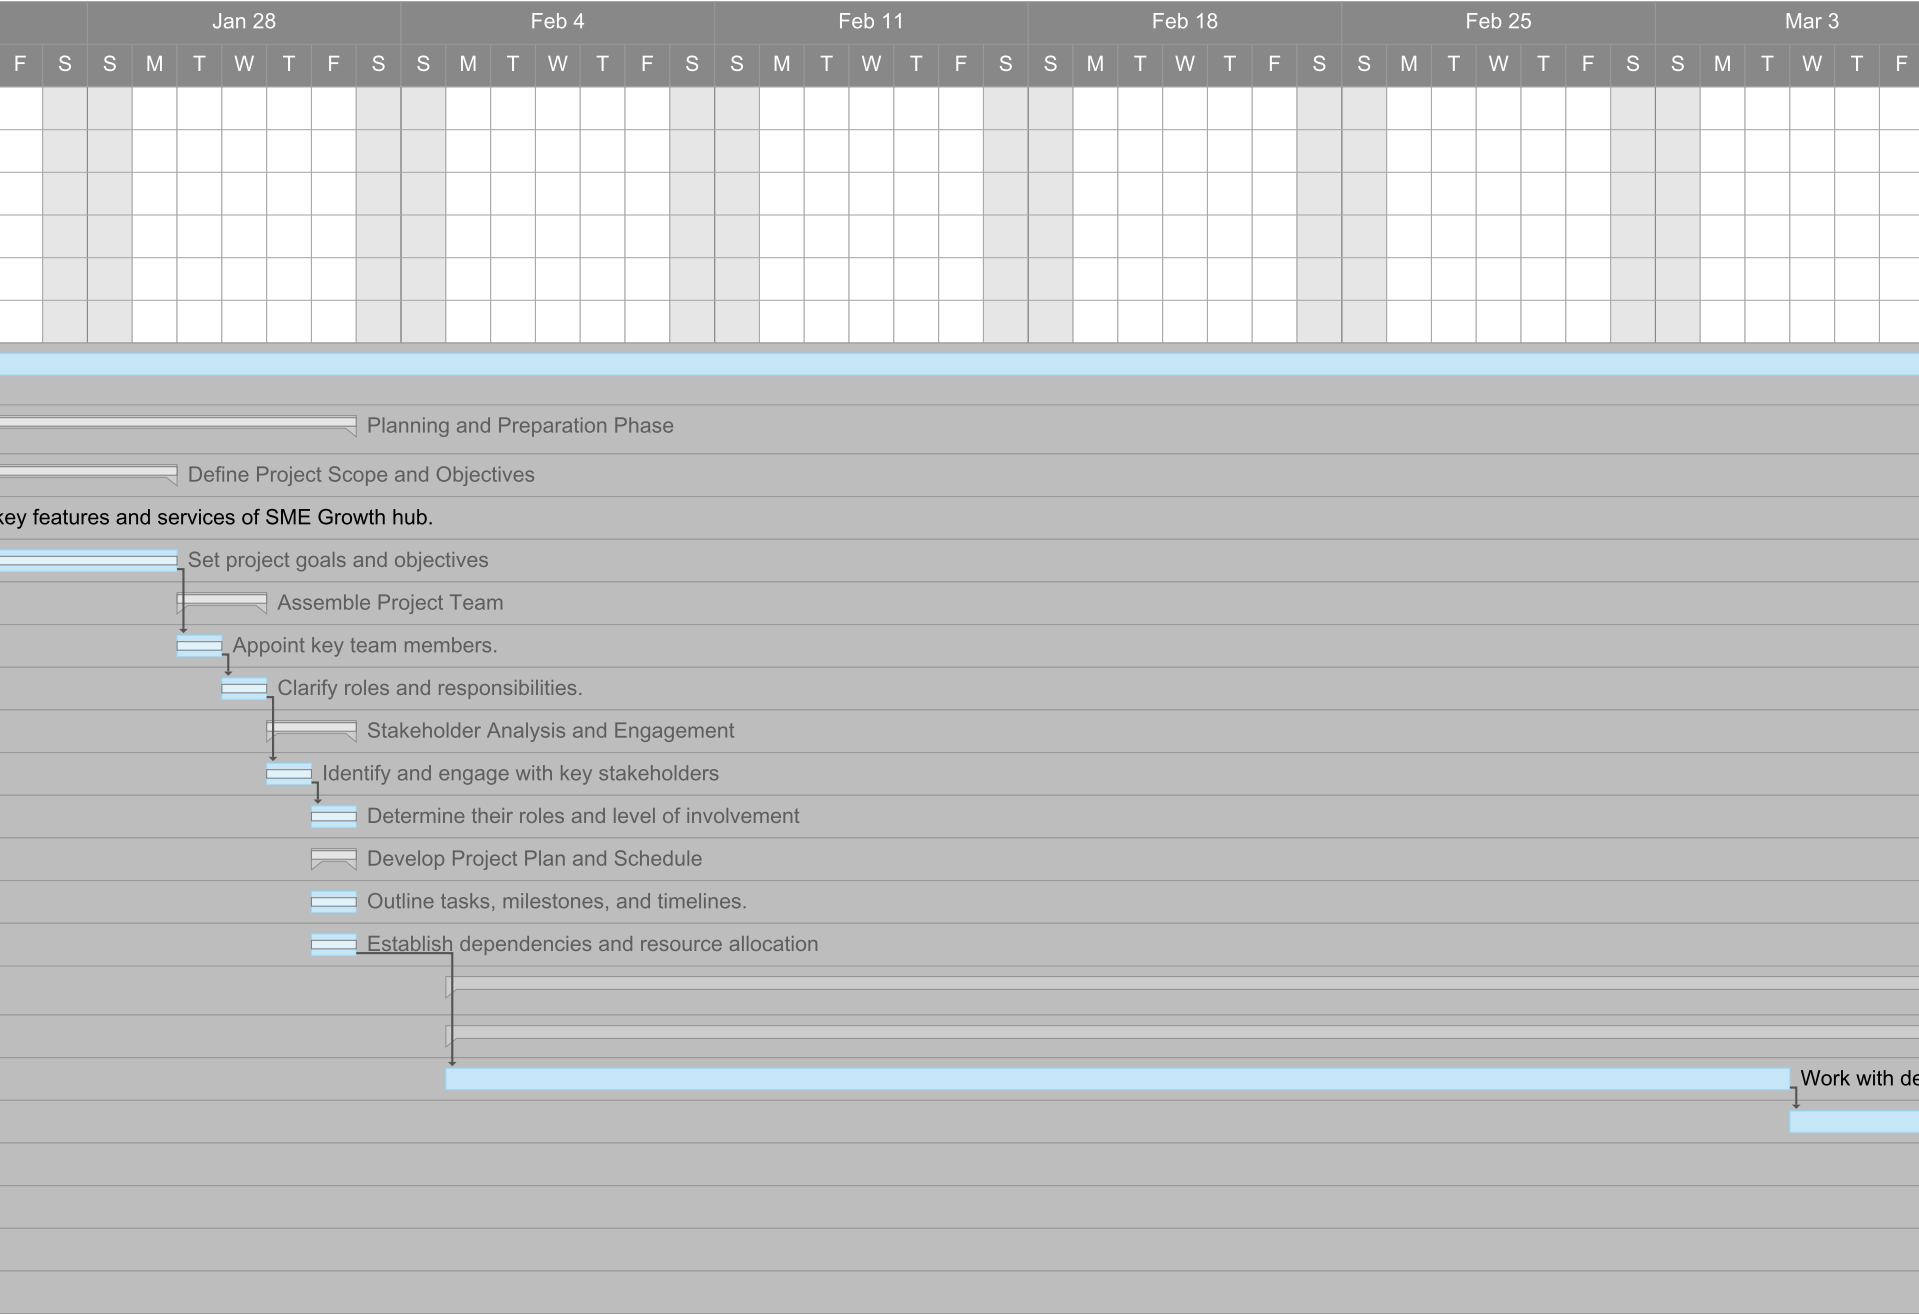 Jan 28 Feb 4 Feb 11 Feb 18 Feb 25 Mar 3
F S S M T W T F S S M T W T F S S M T W T F S S M T W T F S S M T W T F S S M T W T F
Planning and Preparation Phase
Define Project Scope and Objectives
key features and services of SME Growth hub.
Set project goals and objectives
Assemble Project Team
Appoint key team members.
Clarify roles and responsibilities.
Stakeholder Analysis and Engagement
Identify and engage with key stakeholders
Determine their roles and level of involvement
Develop Project Plan and Schedule
Outline tasks, milestones, and timelines.
Establish dependencies and resource allocation
Work with de